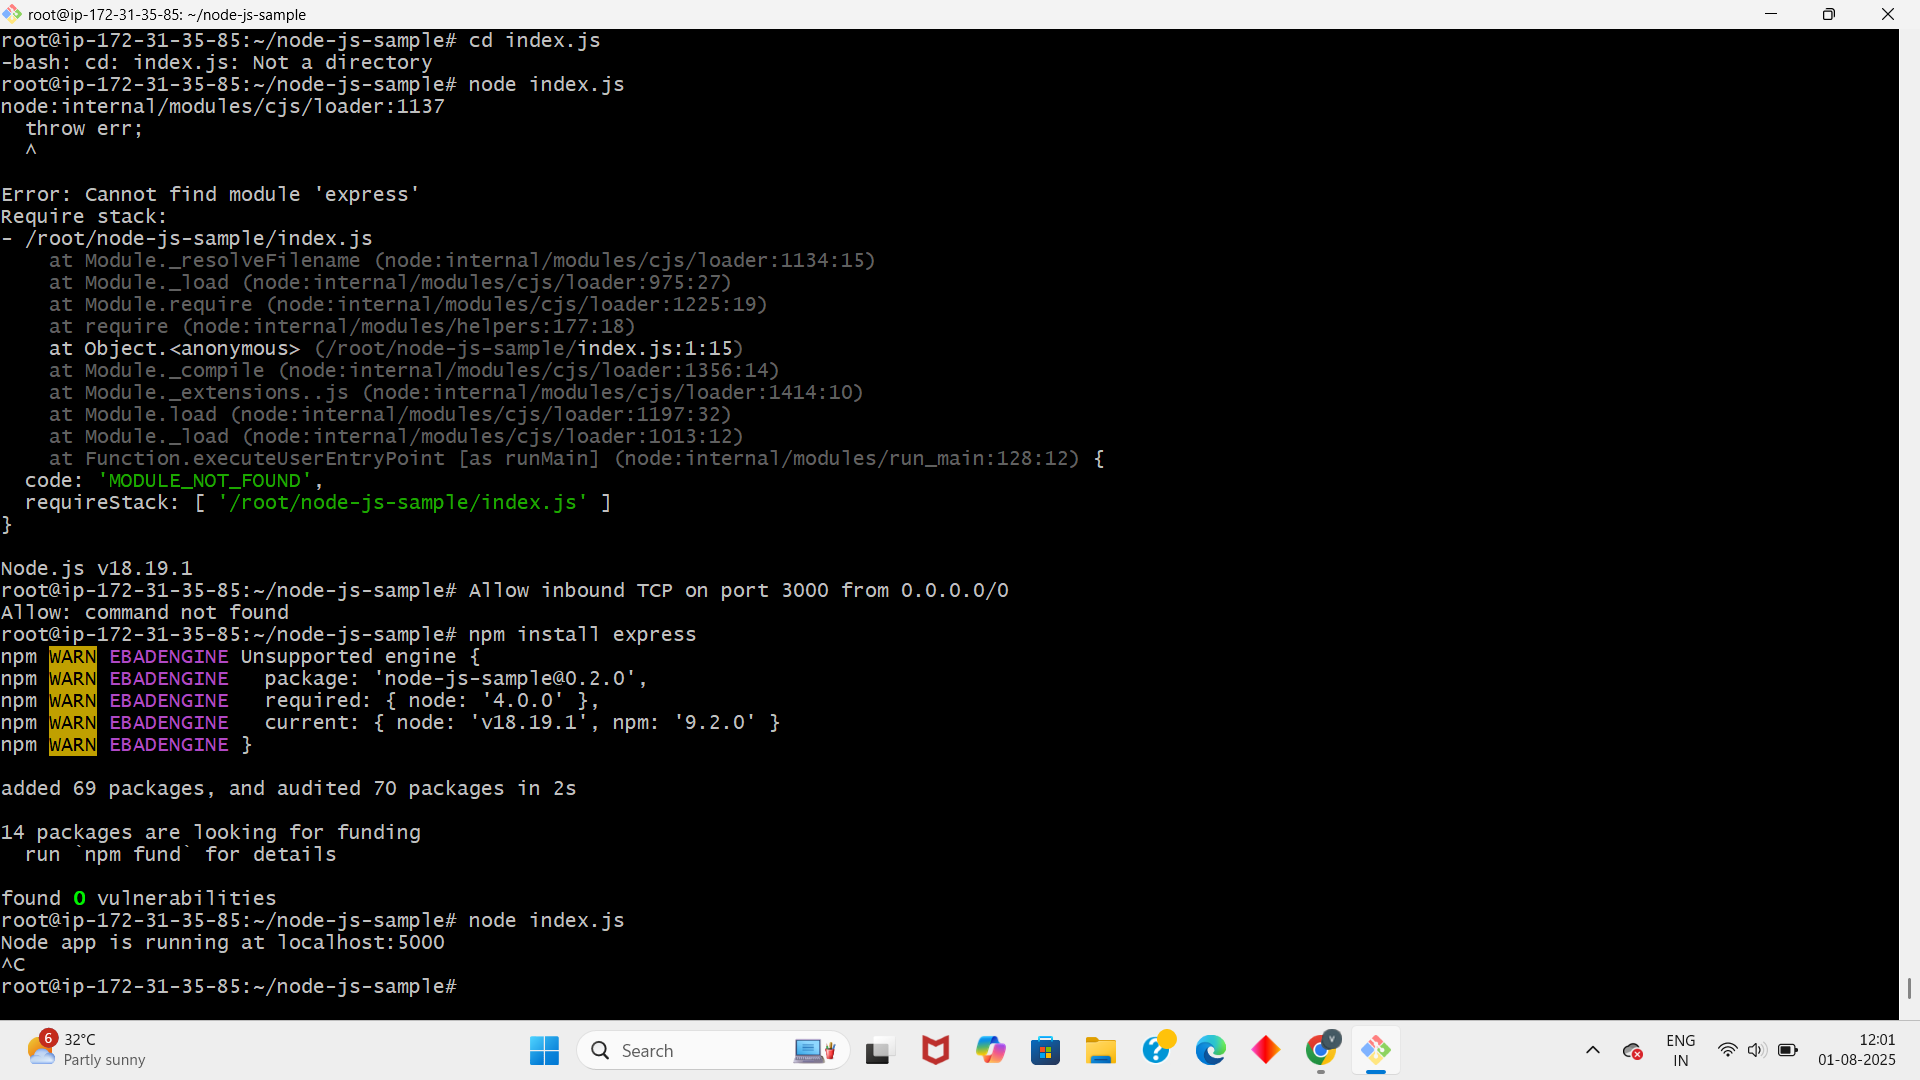 root@ip-172-31-35-85: ~/node-js-sample
root@ip-172-31-35-85:~/node-js-sample# cd index.js
-bash: cd: index.js: Not a directory
root@ip-172-31-35-85:~/node-js-sample# node index.js
node:internal/modules/cjs/loader:1137
  throw err;
  ^
Error: Cannot find module 'express'
Require stack:
- /root/node-js-sample/index.js
    at Module._resolveFilename (node:internal/modules/cjs/loader:1134:15)
    at Module._load (node:internal/modules/cjs/loader:975:27)
    at Module.require (node:internal/modules/cjs/loader:1225:19)
    at require (node:internal/modules/helpers:177:18)
    at Object.<anonymous> (/root/node-js-sample/index.js:1:15)
    at Module._compile (node:internal/modules/cjs/loader:1356:14)
    at Module._extensions..js (node:internal/modules/cjs/loader:1414:10)
    at Module.load (node:internal/modules/cjs/loader:1197:32)
    at Module._load (node:internal/modules/cjs/loader:1013:12)
    at Function.executeUserEntryPoint [as runMain] (node:internal/modules/run_main:128:12) {
  code: 'MODULE_NOT_FOUND',
  requireStack: [ '/root/node-js-sample/index.js' ]
}
Node.js v18.19.1
root@ip-172-31-35-85:~/node-js-sample# Allow inbound TCP on port 3000 from 0.0.0.0/0
Allow: command not found
root@ip-172-31-35-85:~/node-js-sample# npm install express
npm WARN EBADENGINE Unsupported engine {
npm WARN EBADENGINE   package: 'node-js-sample@0.2.0',
npm WARN EBADENGINE   required: { node: '4.0.0' },
npm WARN EBADENGINE   current: { node: 'v18.19.1', npm: '9.2.0' }
npm WARN EBADENGINE }
added 69 packages, and audited 70 packages in 2s
14 packages are looking for funding
  run `npm fund` for details
found 0 vulnerabilities
root@ip-172-31-35-85:~/node-js-sample# node index.js
Node app is running at localhost:5000
^C
root@ip-172-31-35-85:~/node-js-sample#
6
32°C
Partly sunny
Search
V
ENG
IN
12:01
01-08-2025